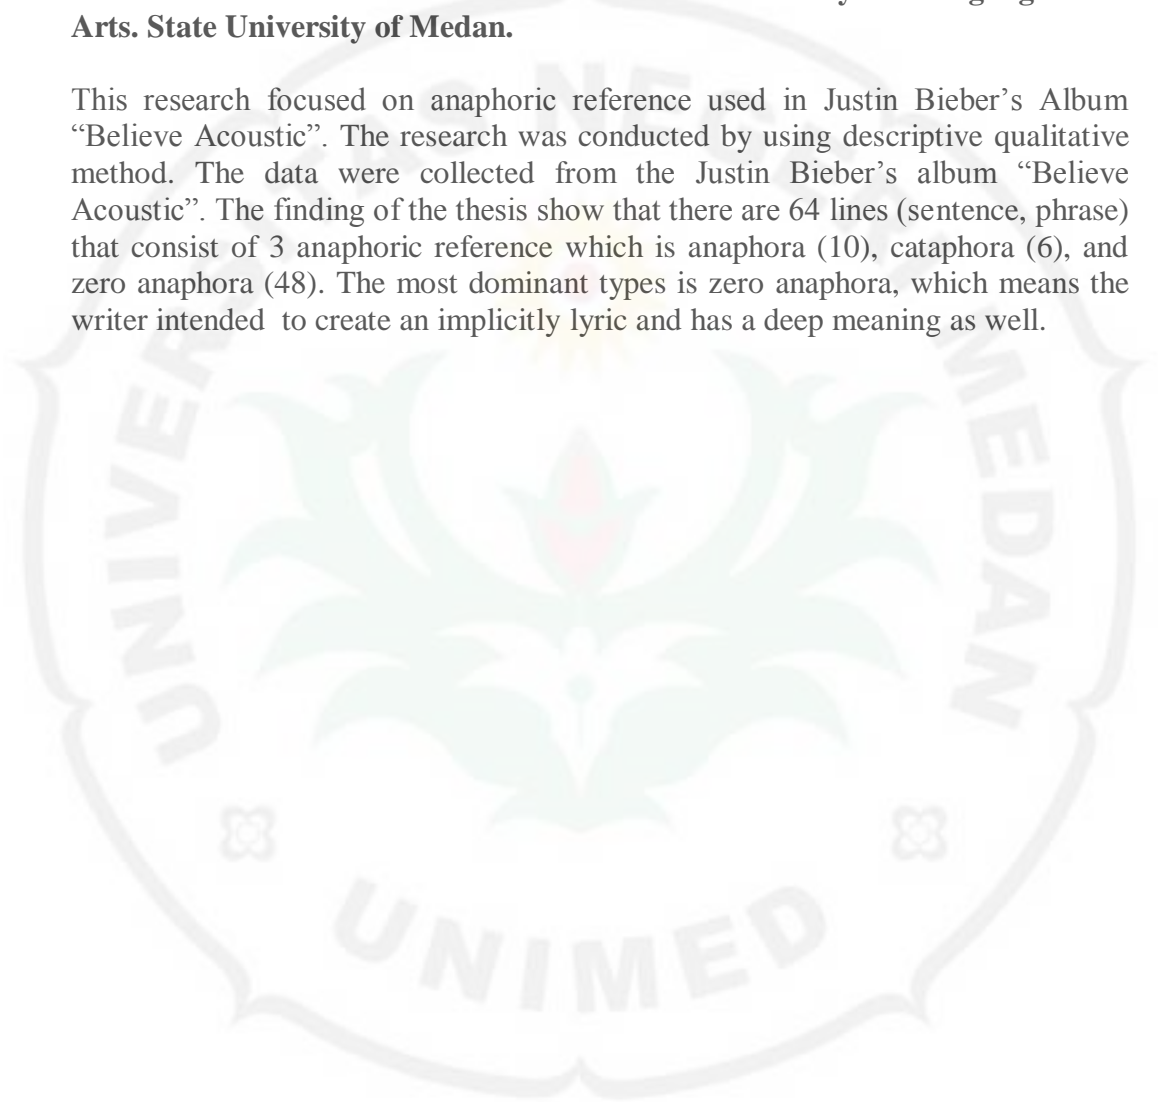 Arts. State University of Medan.
This research focused on anaphoric reference used in Justin Bieber’s Album
“Believe Acoustic”. The research was conducted by using descriptive qualitative
method. The data were collected from the Justin Bieber’s album “Believe
Acoustic”. The finding of the thesis show that there are 64 lines (sentence, phrase)
that consist of 3 anaphoric reference which is anaphora (10), cataphora (6), and
zero anaphora (48). The most dominant types is zero anaphora, which means the
writer intended  to create an implicitly lyric and has a deep meaning as well.
UNIVERSITAS NEGERI MEDAN
UNIMED